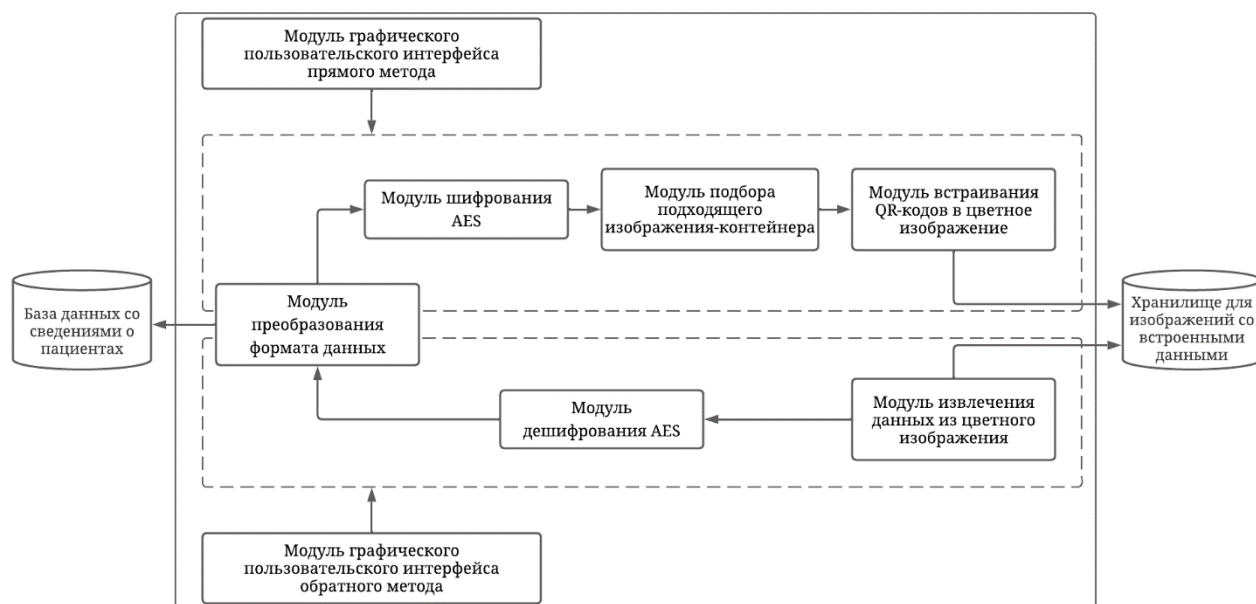 Модуль графического
пользовательского интерфейса
прямого метода
Модуль шифрования
AES
Модуль подбора
подходящего
изображения-контейнера
Модуль встраивания
QR-кодов в цветное
изображение
База данных со
сведениями о
пациентах
Модуль
преобразования
формата данных
Хранилище для
изображений со
встроенными
данными
Модуль
дешифрования AES
Модуль извлечения
данных из цветного
изображения
Модуль графического
пользовательского интерфейса
обратного метода